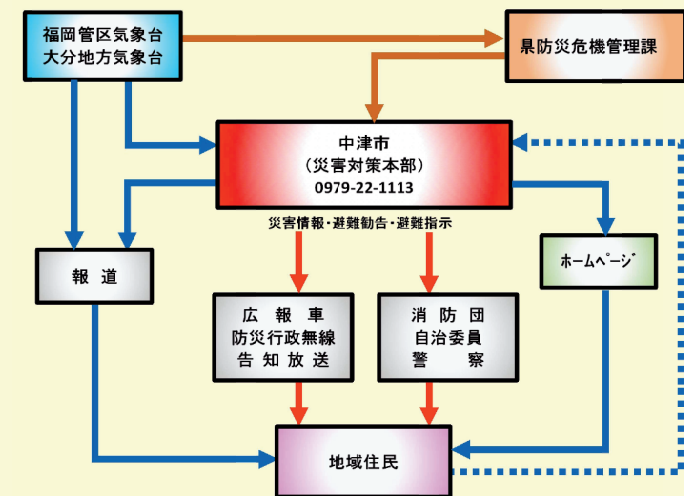 福岡管区気象台
大分地方気象台
県防災危機管理課
中津市
（災害対策本部）
0979-22-1113
災害情報・避難勧告・避難指示
報道
ホームページ
広報車
防災行政無線
告知放送
消防団
自治委員
警察
地域住民